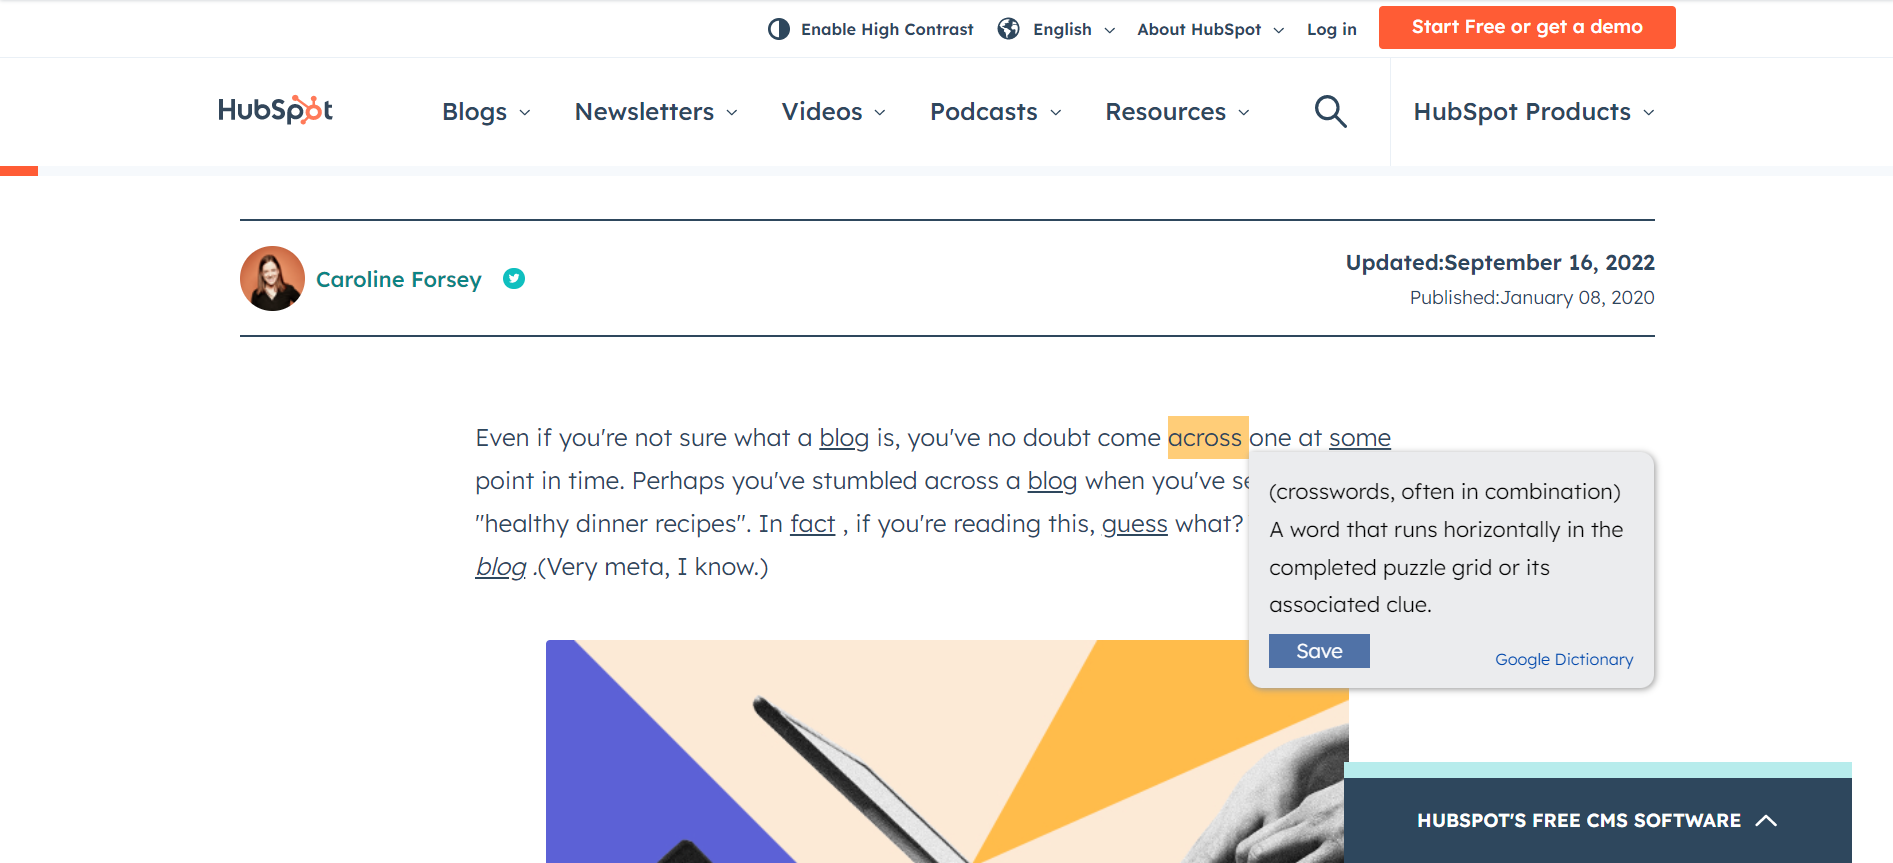 Enable High Contrast English About HubSpot Log in Start Free or get a demo
HubSpot Blogs Newsletters Videos Podcasts Resources HubSpot Products
Caroline Forsey
Updated:September 16, 2022
Published:January 08, 2020
Even if you're not sure what a blog is, you've no doubt come across one at some
point in time. Perhaps you've stumbled across a blog when you've
"healthy dinner recipes". In fact , if you're reading this, guess what?
blog .(Very meta, I know.)
(crosswords, often in combination)
A word that runs horizontally in the
completed puzzle grid or its
associated clue.
Save
Google Dictionary
HUBSPOT'S FREE CMS SOFTWARE